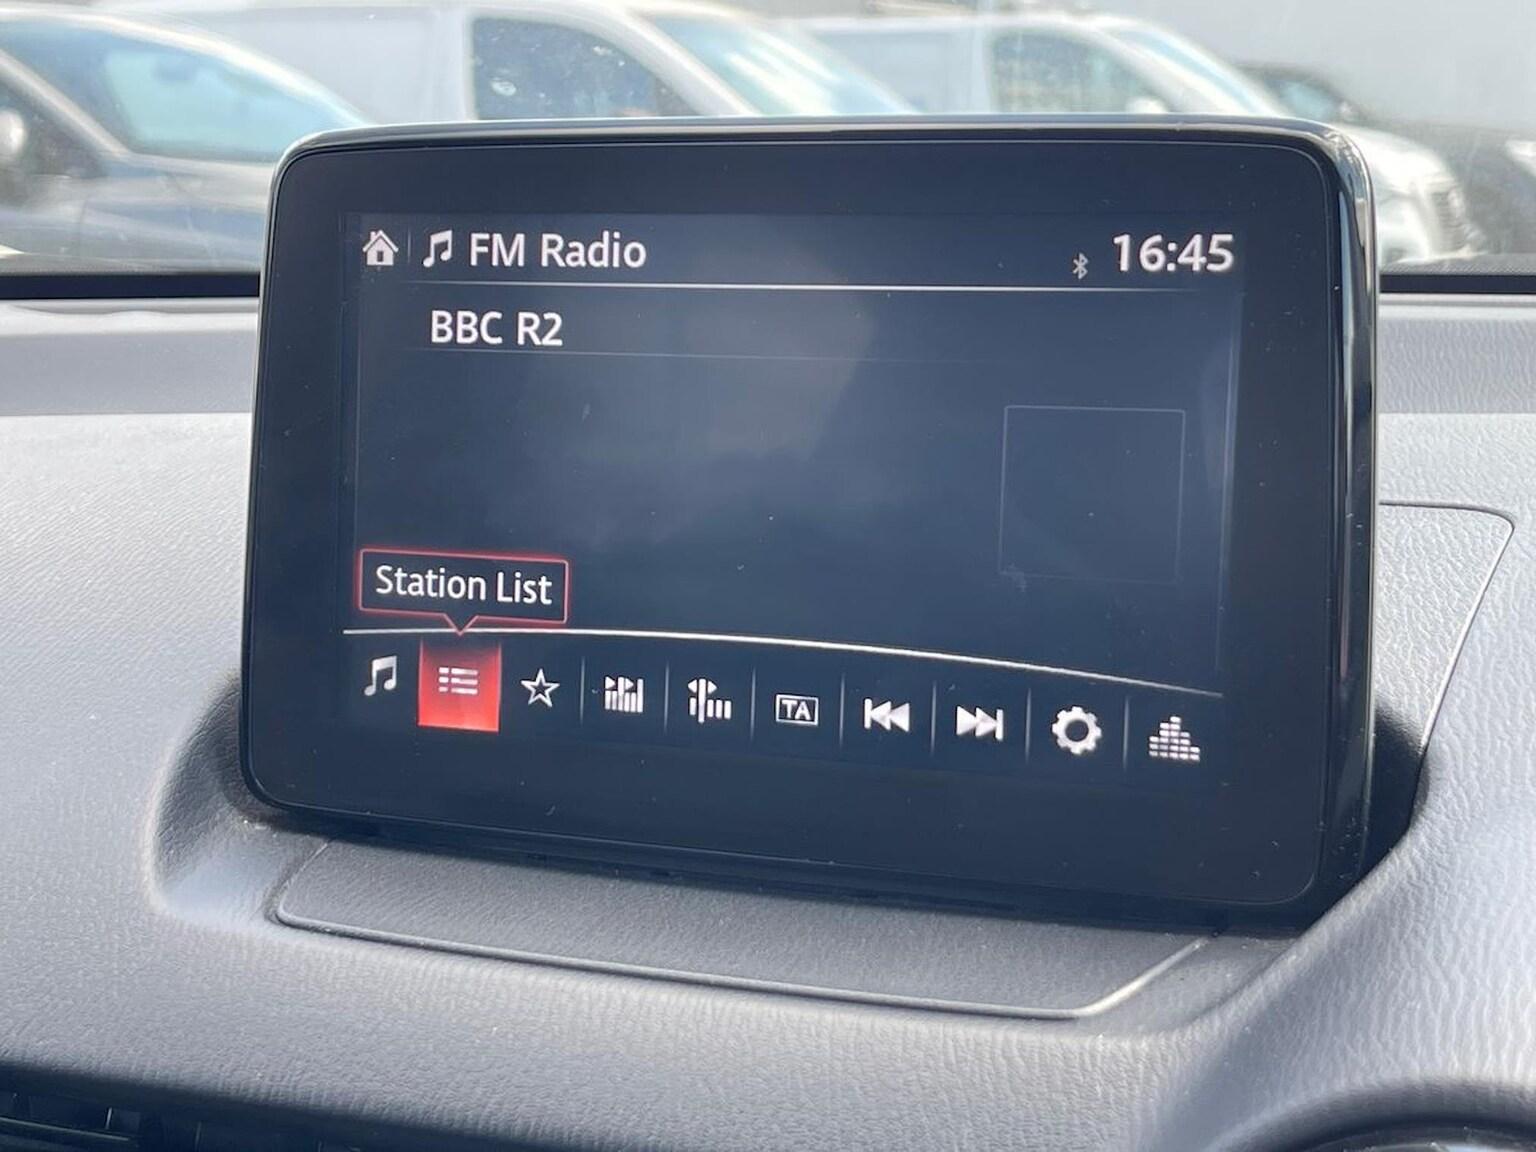 FM Radio
16:45
BBC R2
Station List
TA